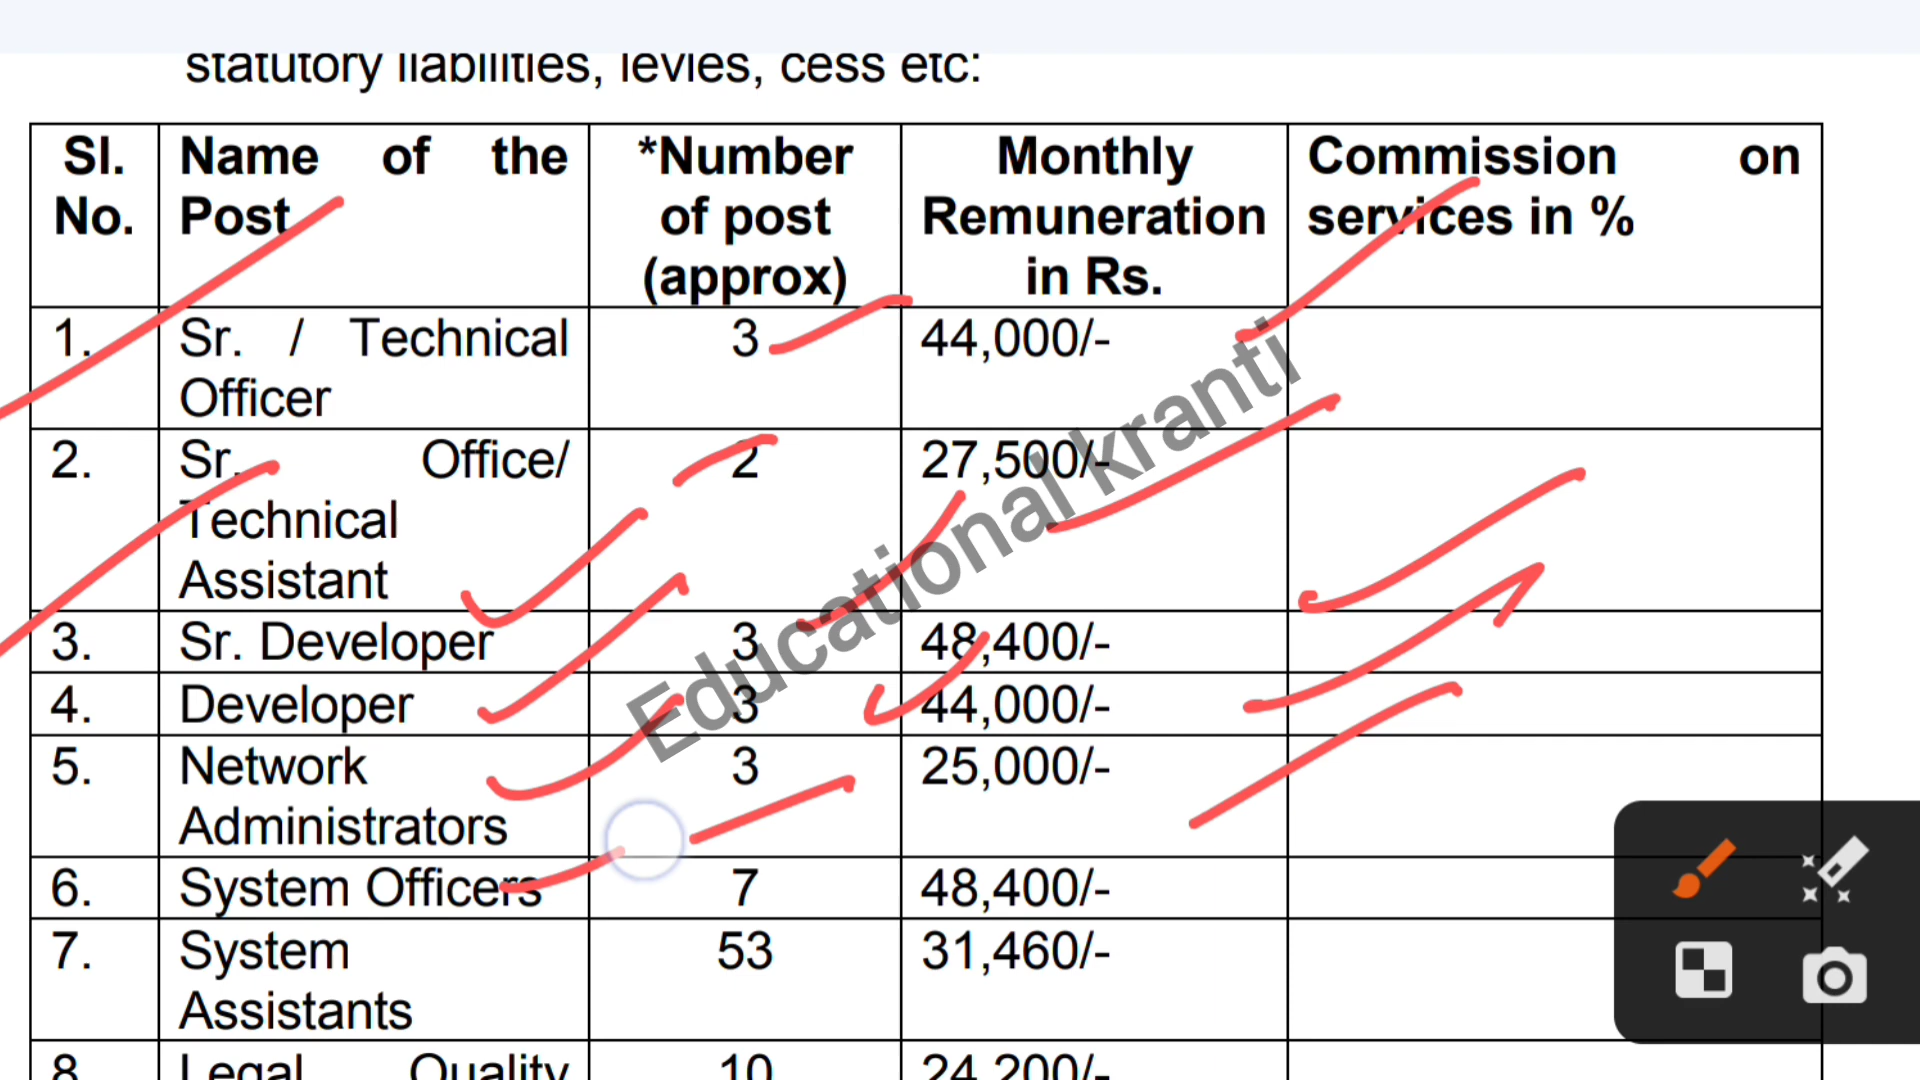 statutory liabilities, levies, cess etc:
Sl. No. Name of the Post *Number of post (approx) Monthly Remuneration in Rs. Commission on services in %
1. Sr. / Technical Officer 3 44,000/-
2. Sr. Office/ Technical Assistant 2 27,500/-
3. Sr. Developer 3 48,400/-
4. Developer 3 44,000/-
5. Network Administrators 3 25,000/-
6. System Officers 7 48,400/-
7. System Assistants 53 31,460/-
8. Legal Quality 10 24,200/-
Educational kranti